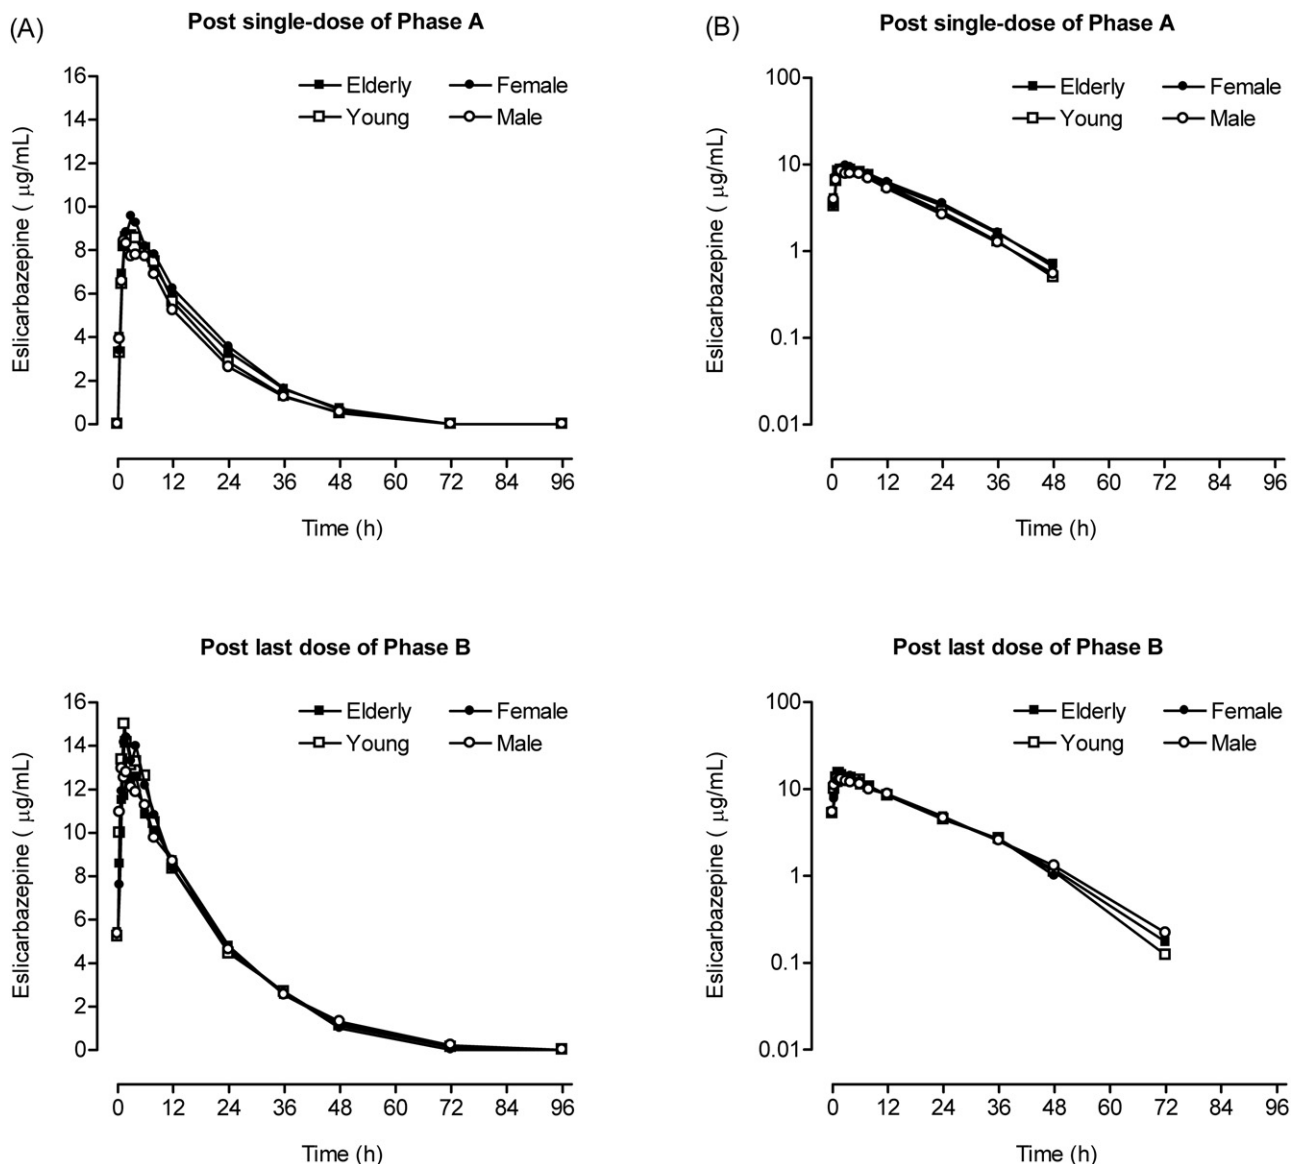 (A)
Post single-dose of Phase A
Eslicarbazepine ( μg/mL)
16
14
12
10
8
6
4
2
0
Elderly
Female
Young
Male
0 12 24 36 48 60 72 84 96
Time (h)
(B)
Post single-dose of Phase A
Eslicarbazepine ( μg/mL)
100
10
1
0.1
0.01
Elderly
Female
Young
Male
0 12 24 36 48 60 72 84 96
Time (h)
Post last dose of Phase B
Eslicarbazepine ( μg/mL)
16
14
12
10
8
6
4
2
0
Elderly
Female
Young
Male
0 12 24 36 48 60 72 84 96
Time (h)
Post last dose of Phase B
Eslicarbazepine ( μg/mL)
100
10
1
0.1
0.01
Elderly
Female
Young
Male
0 12 24 36 48 60 72 84 96
Time (h)